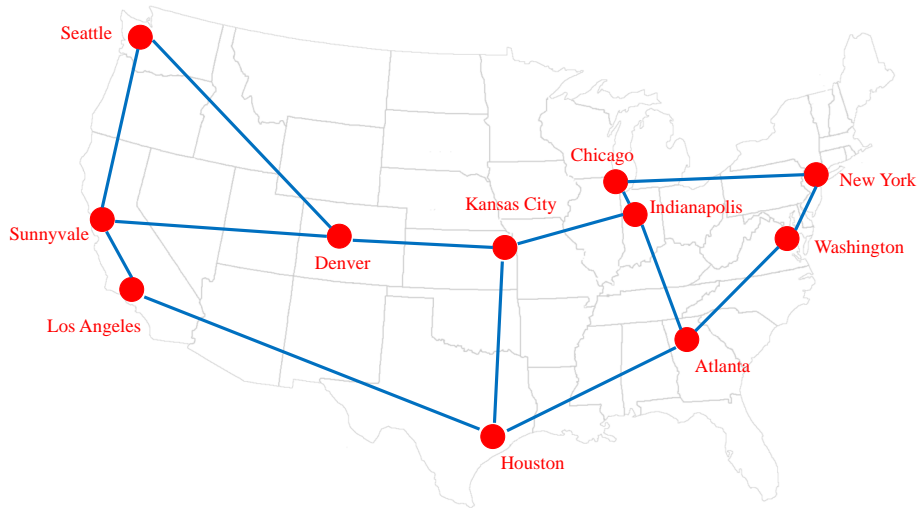 Seattle
Chicago
New York
Kansas City
Indianapolis
Sunnyvale
Washington
Denver
Los Angeles
Atlanta
Houston